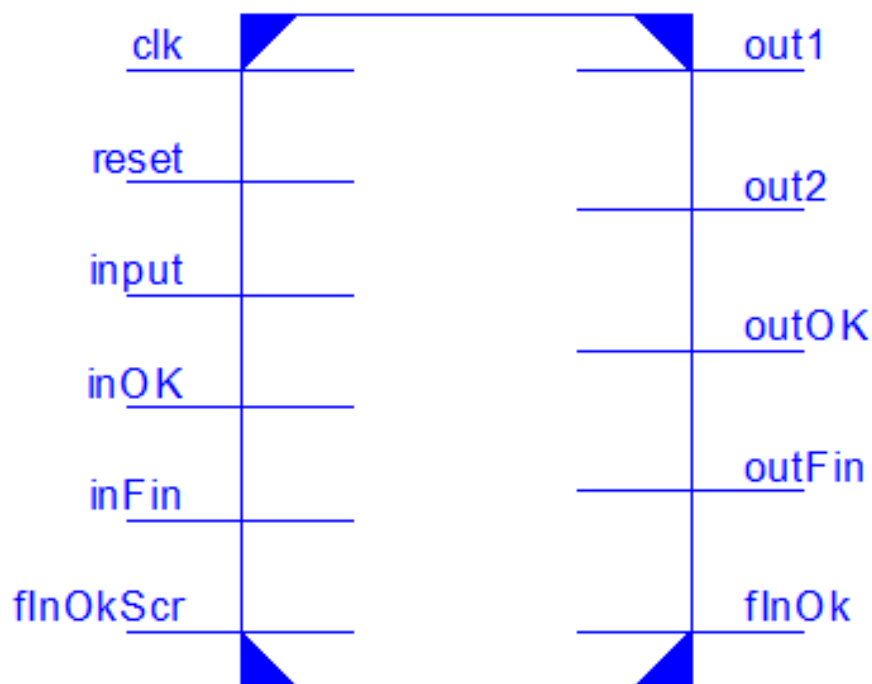 clk
reset
input
inOK
inFin
fInOkScr
out1
out2
outOK
outFin
fInOk